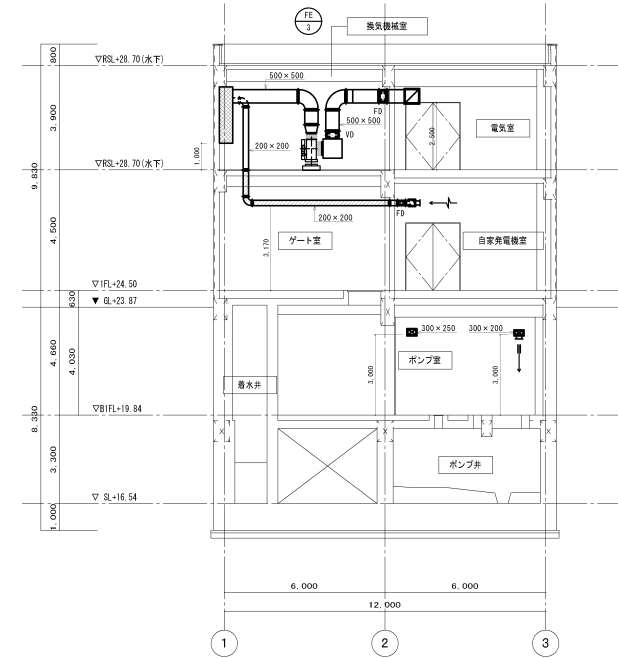 FE
3
換気機械室
800
▽RSL+28.70(水下)
500×500
FD
3,900
500×500
VD
電気室
2,500
200×200
1,000
▽RSL+28.70(水下)
9,830
200×200
FD
4,500
ゲート室
3,170
自家発電機室
▽1FL+24.50
630
▼ GL+23.87
300×250
300×200
4,660
4,030
ポンプ室
3,000
3,000
着水井
▽B1FL+19.84
8,330
3,300
ポンプ井
▽ SL+16.54
1,000
6,000
6,000
12,000
1
2
3